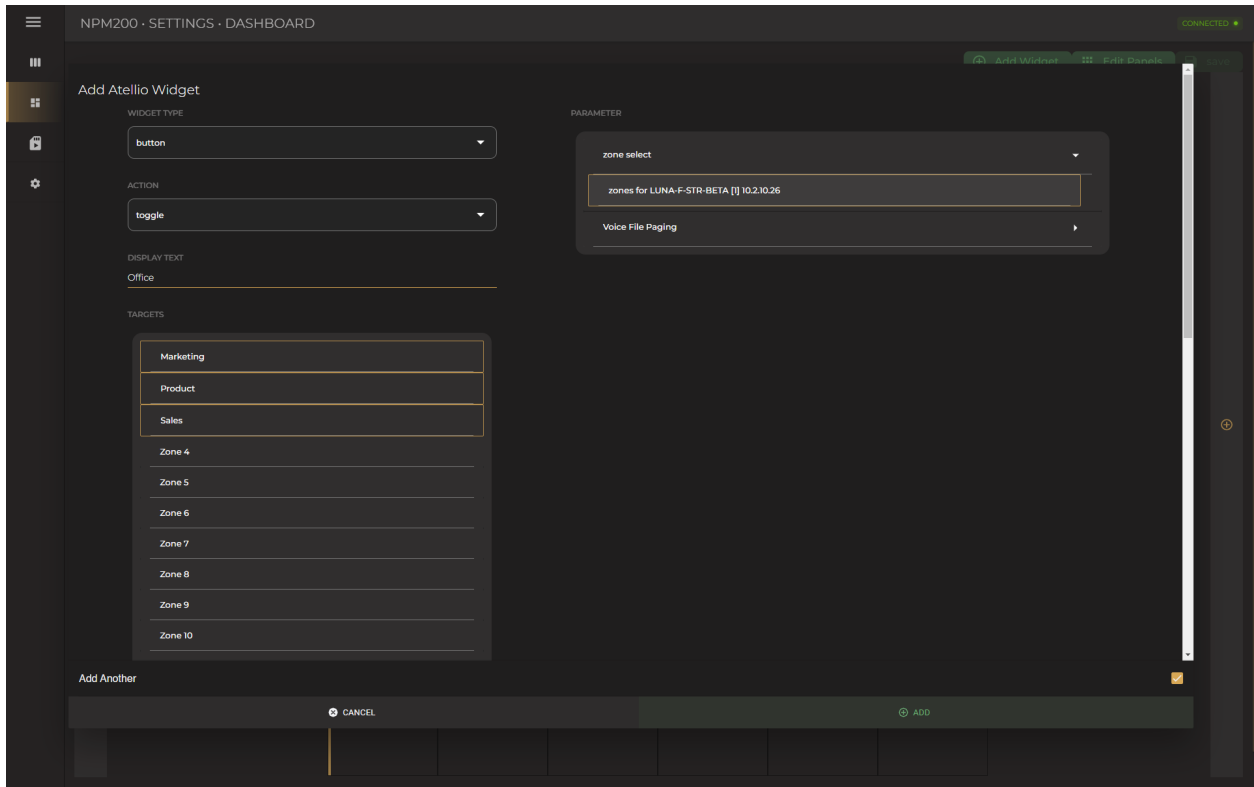 NPM200 • SETTINGS • DASHBOARD
CONNECTED
Add Widget
Edit Panels
Save
Add Atellio Widget
WIDGET TYPE
button
ACTION
toggle
DISPLAY TEXT
Office
TARGETS
Marketing
Product
Sales
Zone 4
Zone 5
Zone 6
Zone 7
Zone 8
Zone 9
Zone 10
PARAMETER
zone select
zones for LUNA-F-STR-BETA [1] 10.2.10.26
Voice File Paging
Add Another
CANCEL
ADD